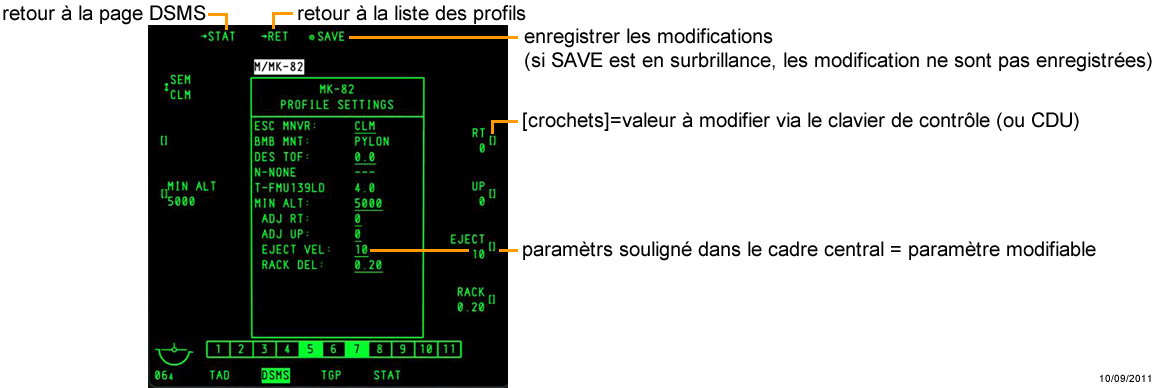 retour à la page DSMS
retour à la liste des profils
→STAT →RET SAVE
enregistrer les modifications
(si SAVE est en surbrillance, les modification ne sont pas enregistrées)
M/MK-82
SEM
CLM
MK-82
PROFILE SETTINGS
ESC MNVR: CLM
BMB MNT: PYLON
DES TOF: 0.0
N-NONE ---
T-FMU139LD 4.0
MIN ALT: 5000
ADJ RT: 0
ADJ UP: 0
EJECT VEL: 10
RACK DEL: 0.20
[]
[]MIN ALT
5000
RT
0 []
[crochets]=valeur à modifier via le clavier de contrôle (ou CDU)
UP
0 []
EJECT
10 []
paramètrs souligné dans le cadre central = paramètre modifiable
RACK
0.20 []
1 2 3 4 5 6 7 8 9 10 11
064 TAD DSMS TGP STAT
10/09/2011